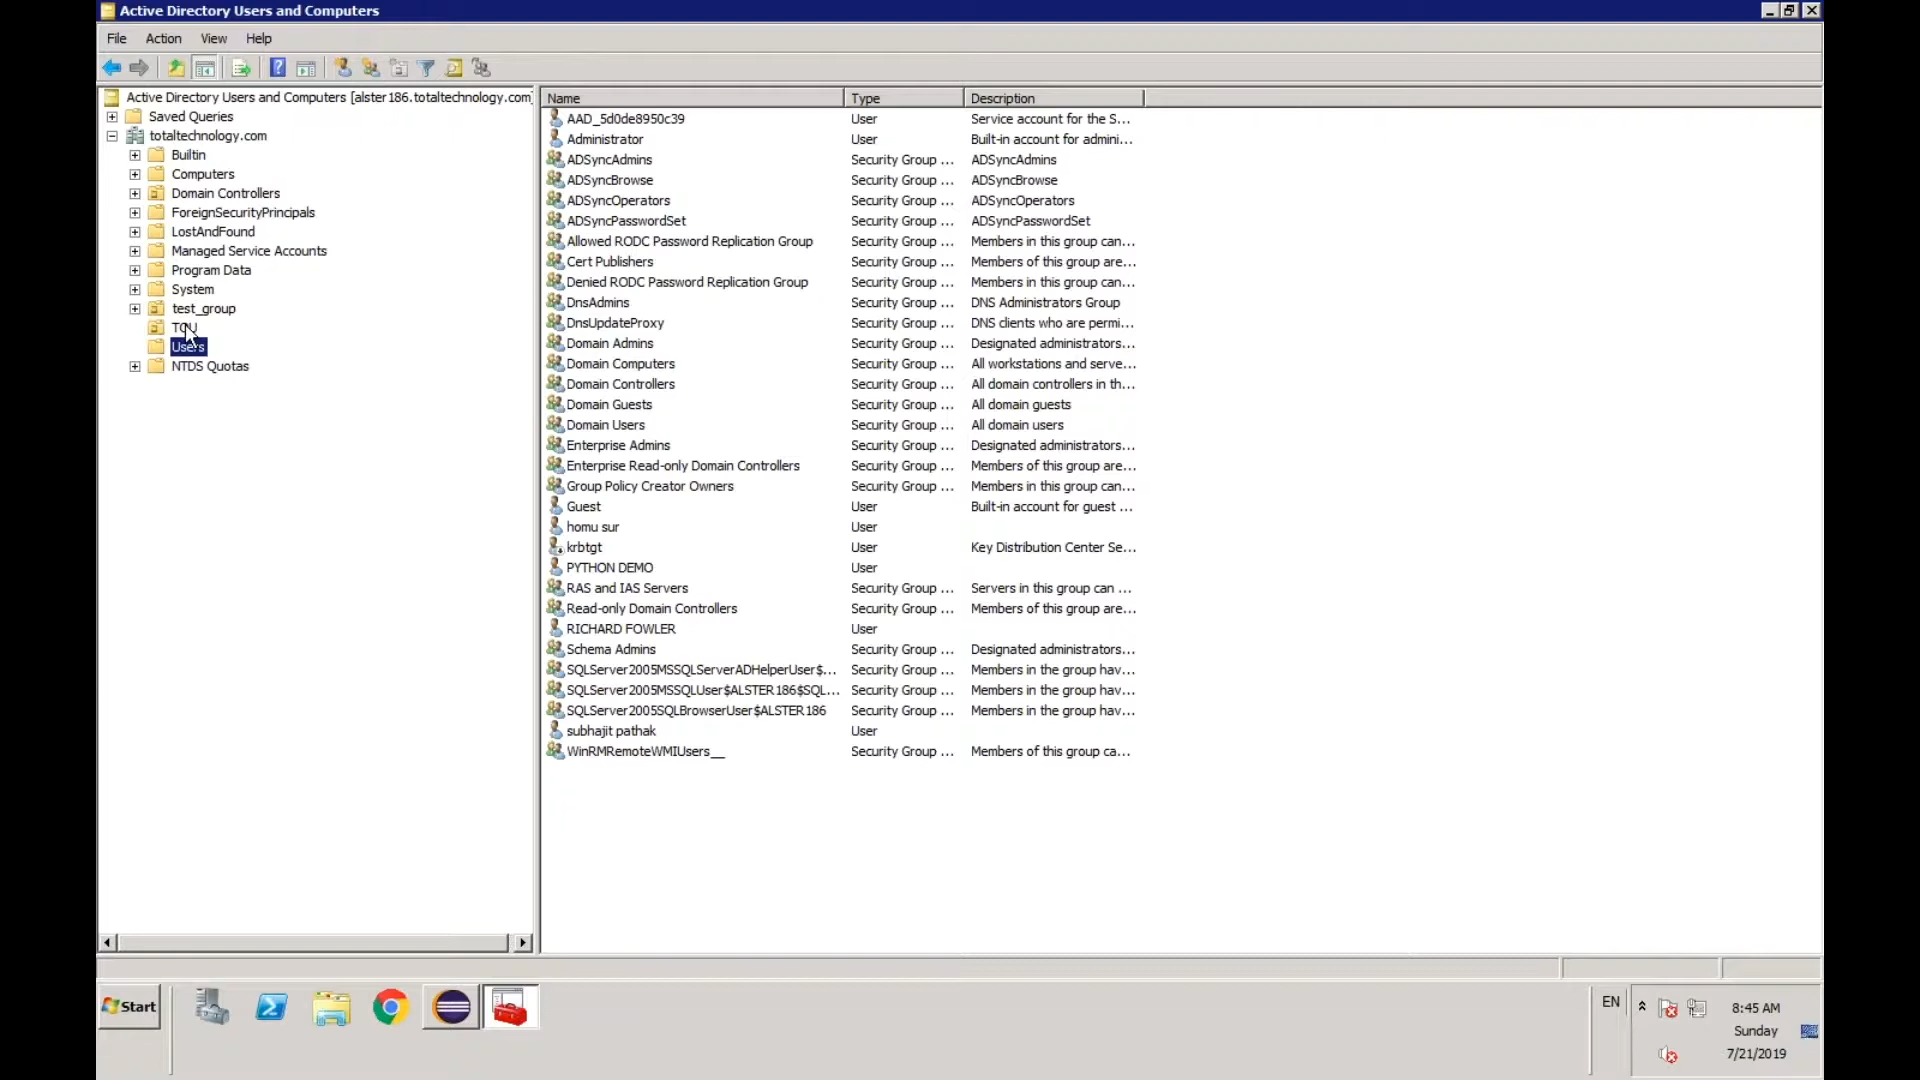 Active Directory Users and Computers
File Action View Help
Active Directory Users and Computers [alster186.totaltechnology.com]
Saved Queries
totaltechnology.com
Builtin
Computers
Domain Controllers
ForeignSecurityPrincipals
LostAndFound
Managed Service Accounts
Program Data
System
test_group
Users
NTDS Quotas
Name Type Description
AAD_5d0de8950c39 User Service account for the S...
Administrator User Built-in account for admini...
ADSyncAdmins Security Group ... ADSyncAdmins
ADSyncBrowse Security Group ... ADSyncBrowse
ADSyncOperators Security Group ... ADSyncOperators
ADSyncPasswordSet Security Group ... ADSyncPasswordSet
Allowed RODC Password Replication Group Security Group ... Members in this group can...
Cert Publishers Security Group ... Members of this group are...
Denied RODC Password Replication Group Security Group ... Members in this group can...
DnsAdmins Security Group ... DNS Administrators Group
DnsUpdateProxy Security Group ... DNS clients who are permi...
Domain Admins Security Group ... Designated administrators...
Domain Computers Security Group ... All workstations and serve...
Domain Controllers Security Group ... All domain controllers in th...
Domain Guests Security Group ... All domain guests
Domain Users Security Group ... All domain users
Enterprise Admins Security Group ... Designated administrators...
Enterprise Read-only Domain Controllers Security Group ... Members of this group are...
Group Policy Creator Owners Security Group ... Members in this group can...
Guest User Built-in account for guest ...
homu sur User
krbtgt User Key Distribution Center Se...
PYTHON DEMO User
RAS and IAS Servers Security Group ... Servers in this group can ...
Read-only Domain Controllers Security Group ... Members of this group are...
RICHARD FOWLER User
Schema Admins Security Group ... Designated administrators...
SQLServer2005MSSQLServerADHelperUser$... Security Group ... Members in the group hav...
SQLServer2005MSSQLUser$ALSTER186$SQL... Security Group ... Members in the group hav...
SQLServer2005SQLBrowserUser$ALSTER186 Security Group ... Members in the group hav...
subhajit pathak User
WinRMRemoteWMIUsers__ Security Group ... Members of this group ca...
Start
EN
8:45 AM
Sunday
7/21/2019